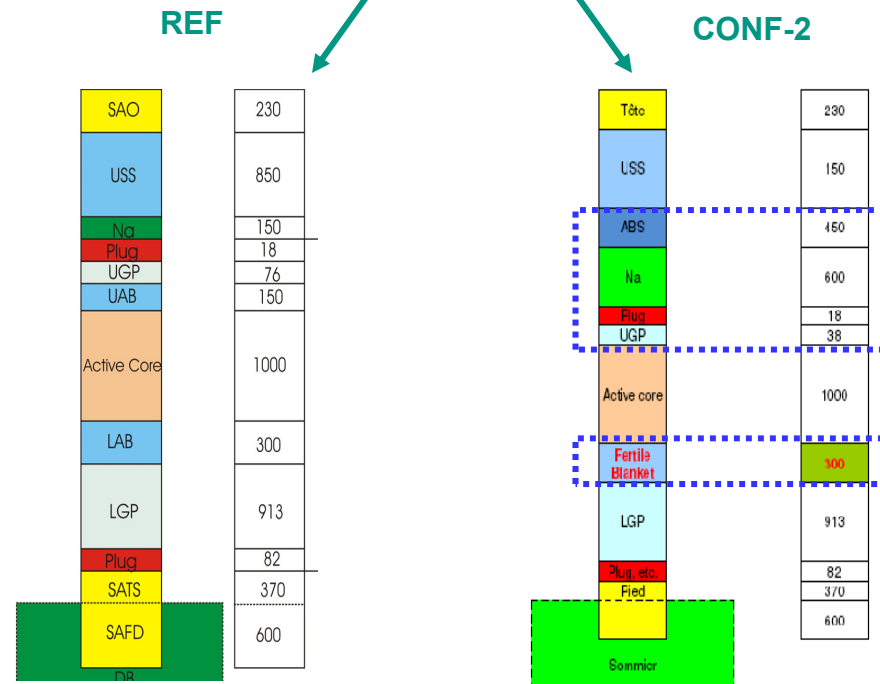 REF
SAO
230
USS
850
Na
150
Plug
18
UGP
76
UAB
150
Active Core
1000
LAB
300
LGP
913
Plug
82
SATS
370
SAFD
600
DB
CONF-2
Tête
230
USS
150
ABS
Na
600
Plug
18
UGP
38
Active core
1000
Fertile
Blanket
300
LGP
913
Plug, etc.
82
Pied
370
600
Sommier